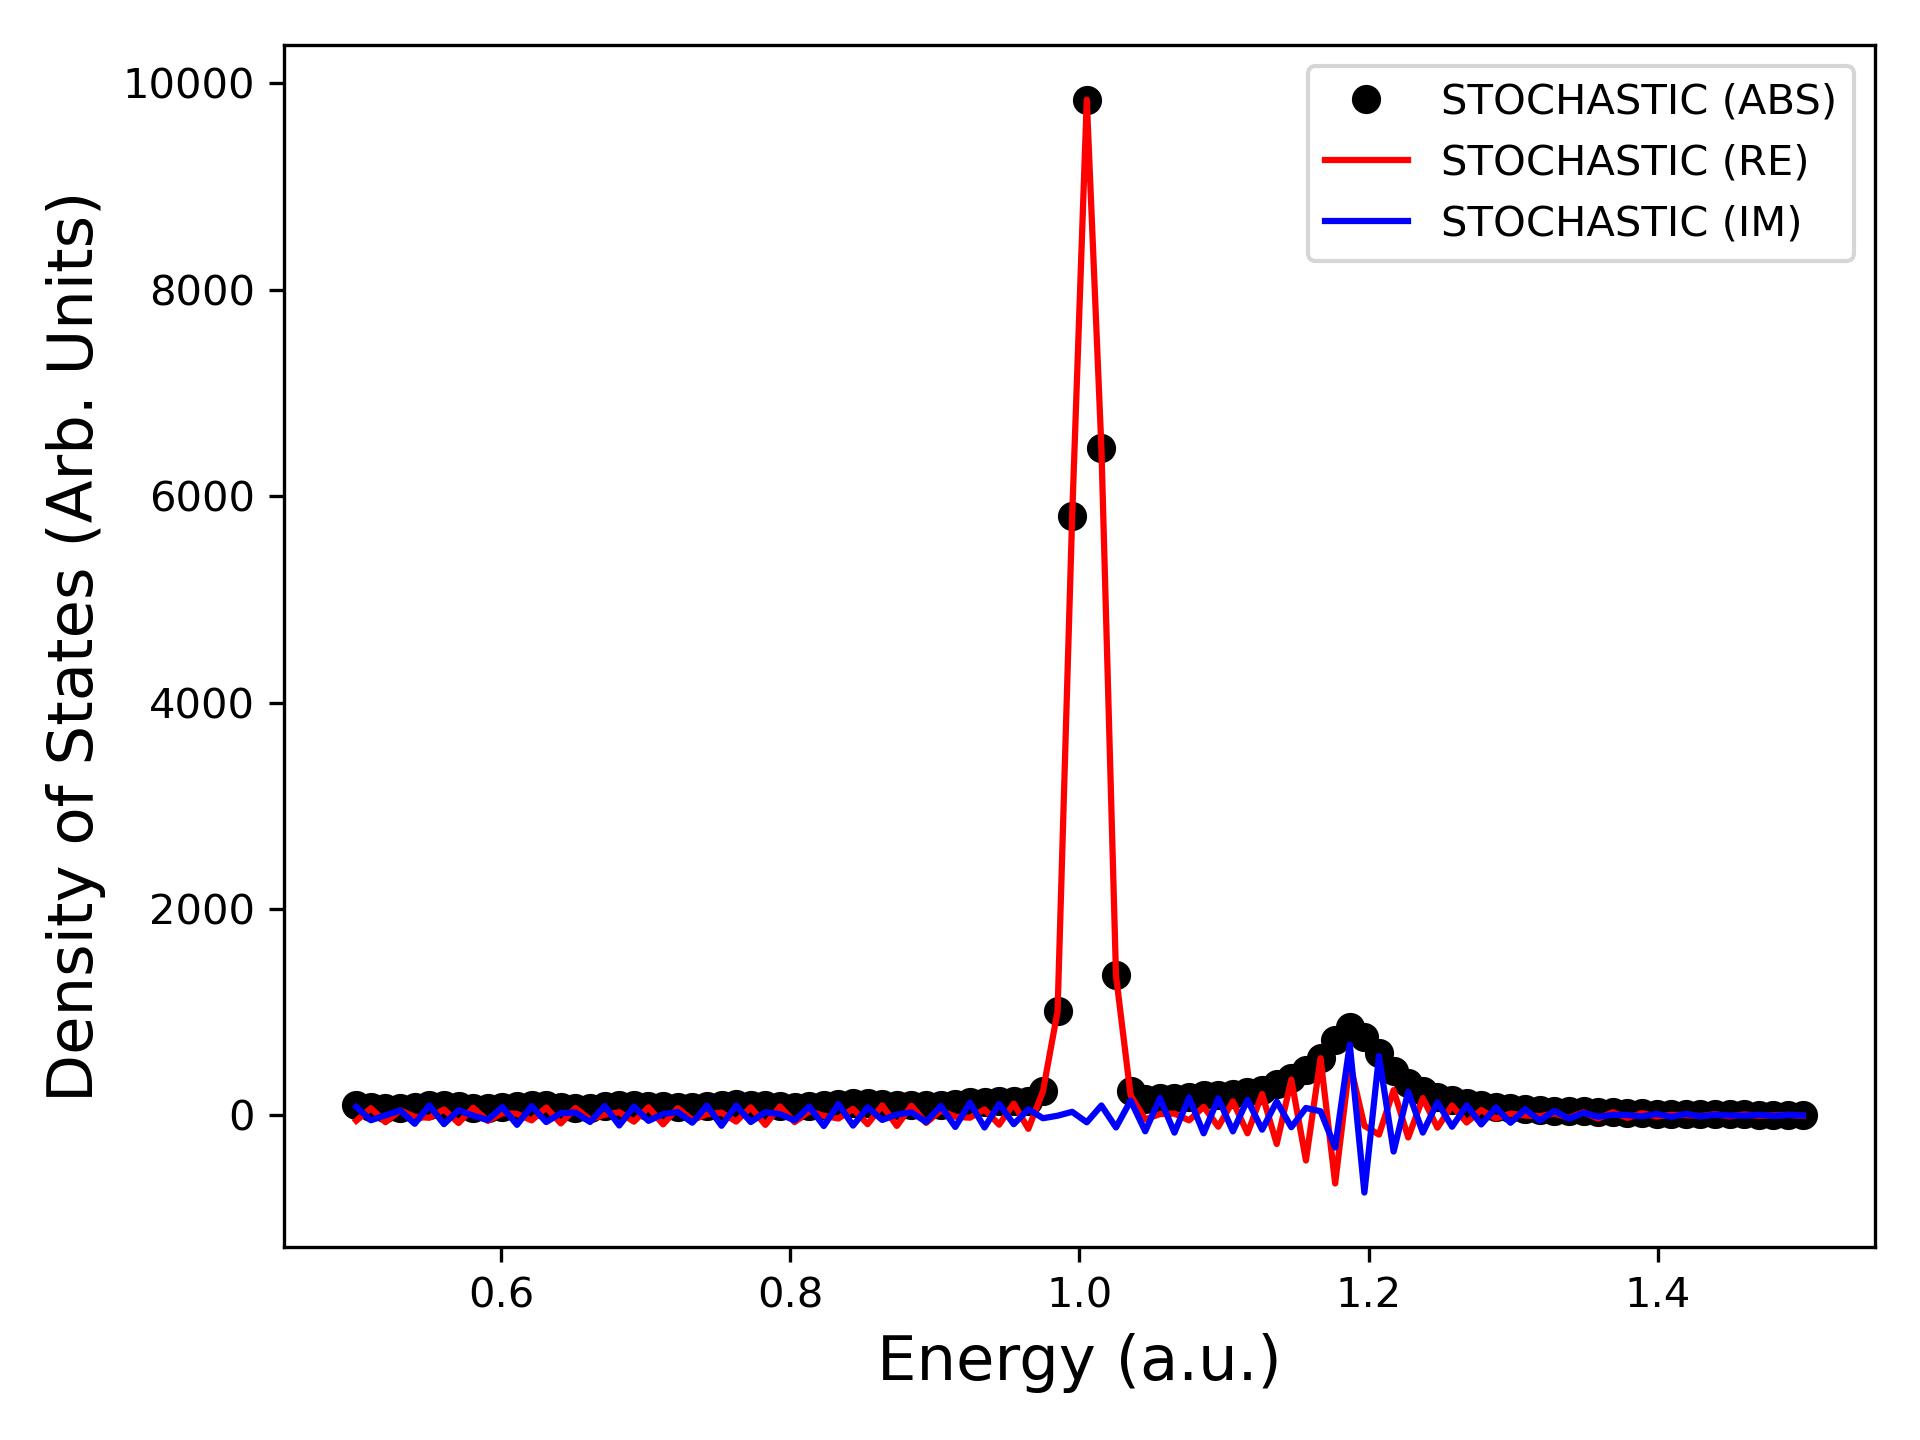 Density of States (Arb. Units)
10000
8000
6000
4000
2000
0
STOCHASTIC (ABS)
STOCHASTIC (RE)
STOCHASTIC (IM)
0.6 0.8 1.0 1.2 1.4
Energy (a.u.)